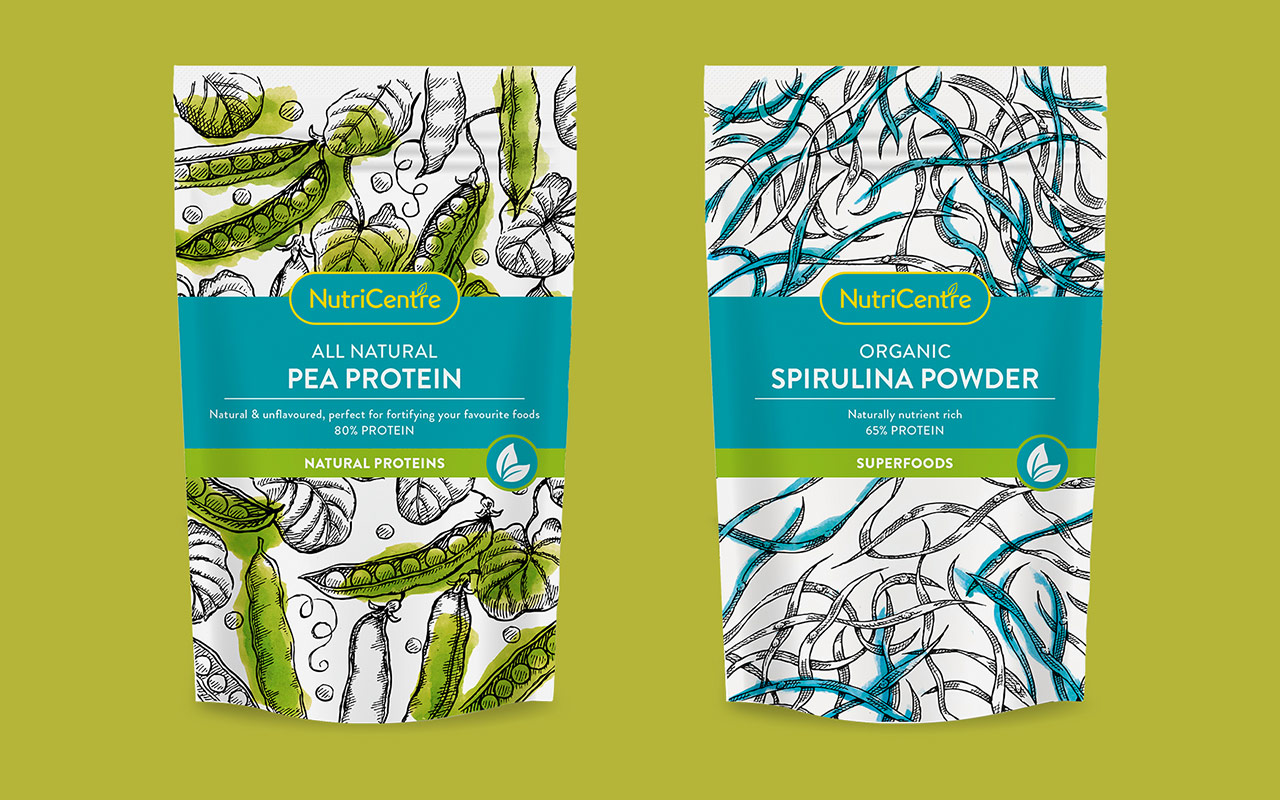 NutriCentre
ALL NATURAL
PEA PROTEIN
Natural & unflavoured, perfect for fortifying your favourite foods
80% PROTEIN
NATURAL PROTEINS
NutriCentre
ORGANIC
SPIRULINA POWDER
Naturally nutrient rich
65% PROTEIN
SUPERFOODS